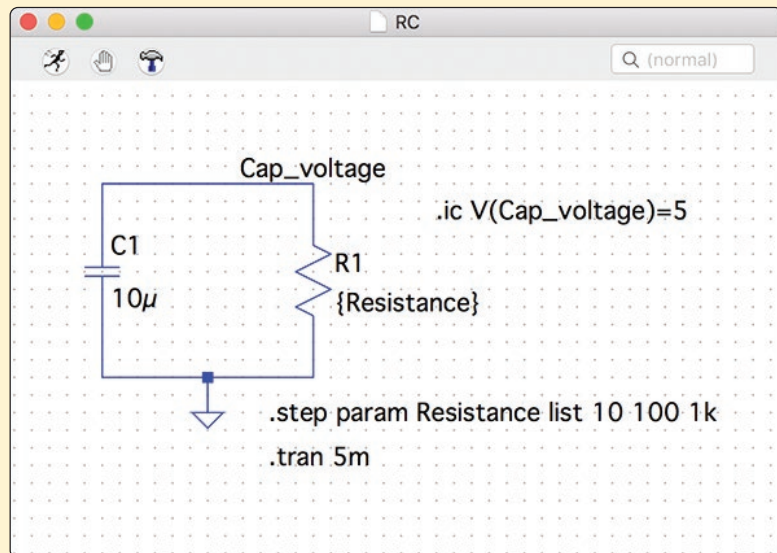 RC
(normal)
Cap_voltage
.ic V(Cap_voltage)=5
C1
10µ
R1
{Resistance}
.step param Resistance list 10 100 1k
.tran 5m